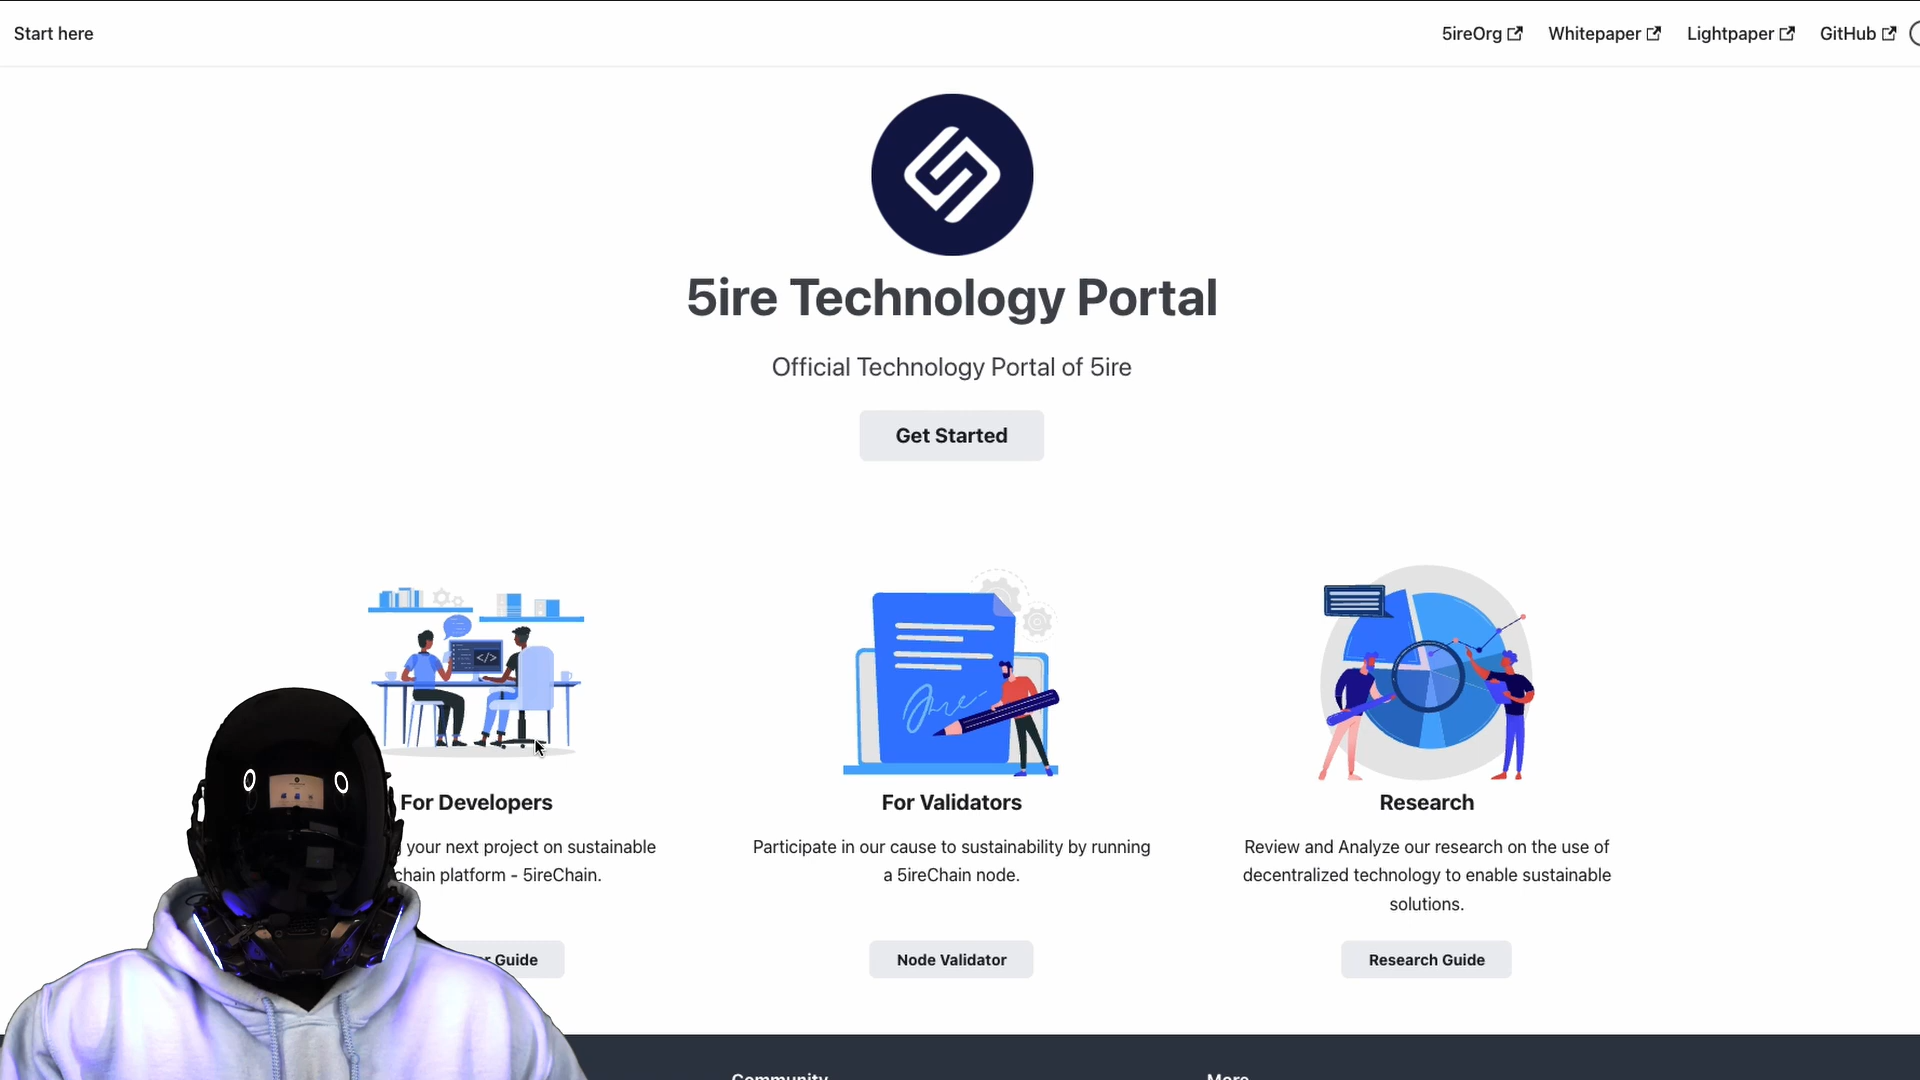 Start here
5ireOrg
Whitepaper
Lightpaper
GitHub
5ire Technology Portal
Official Technology Portal of 5ire
Get Started
For Developers
your next project on sustainable
chain platform - 5ireChain.
Guide
For Validators
Participate in our cause to sustainability by running
a 5ireChain node.
Node Validator
Research
Review and Analyze our research on the use of
decentralized technology to enable sustainable
solutions.
Research Guide
Community
More